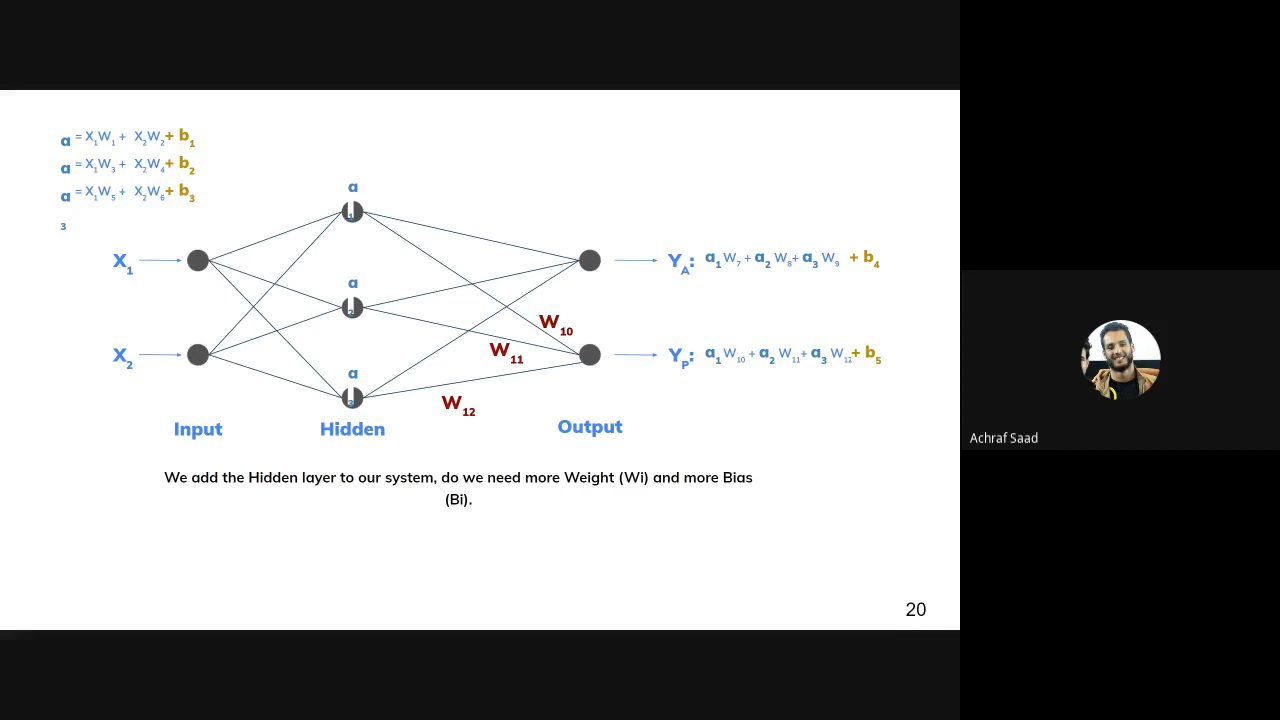 a = X1W1 + X2W2 + b1
a = X1W3 + X2W4 + b2
a = X1W5 + X2W6 + b3
3
a
1
X1
YA: a1 W7 + a2 W8 + a3 W9 + b4
a
2
W10
W11
X2
YP: a1 W10 + a2 W11 + a3 W12 + b5
a
W12
Input
Hidden
Output
We add the Hidden layer to our system, do we need more Weight (Wi) and more Bias
(Bi).
20
Achraf Saad